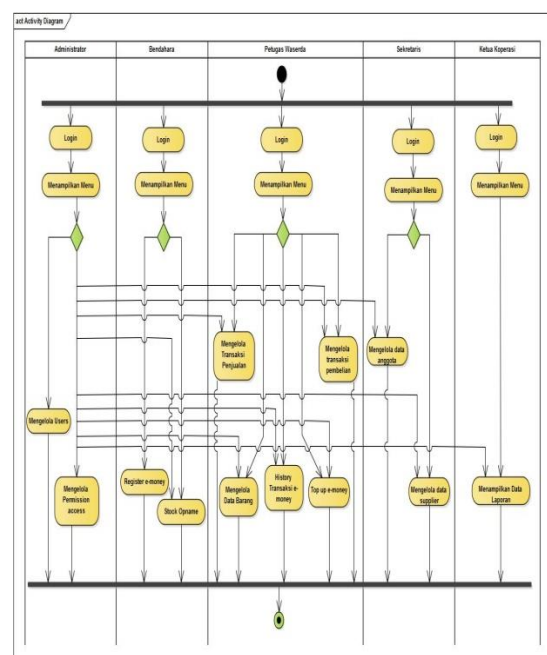 act Activity Diagram
Administrator
Bendahara
Petugas Waserda
Sekretaris
Ketua Koperasi
Login
Login
Login
Login
Login
Menampilkan Menu
Menampilkan Menu
Menampilkan Menu
Menampilkan Menu
Menampilkan Menu
Mengelola
Transaksi
Penjualan
Mengelola
transaksi
pembelian
Mengelola data
anggota
Mengelola Users
Mengelola
Permission
access
Register e-money
Stock Opname
Mengelola
Data Barang
History
Transaksi e-
money
Top up e-money
Mengelola data
supplier
Menampilkan Data
Laporan